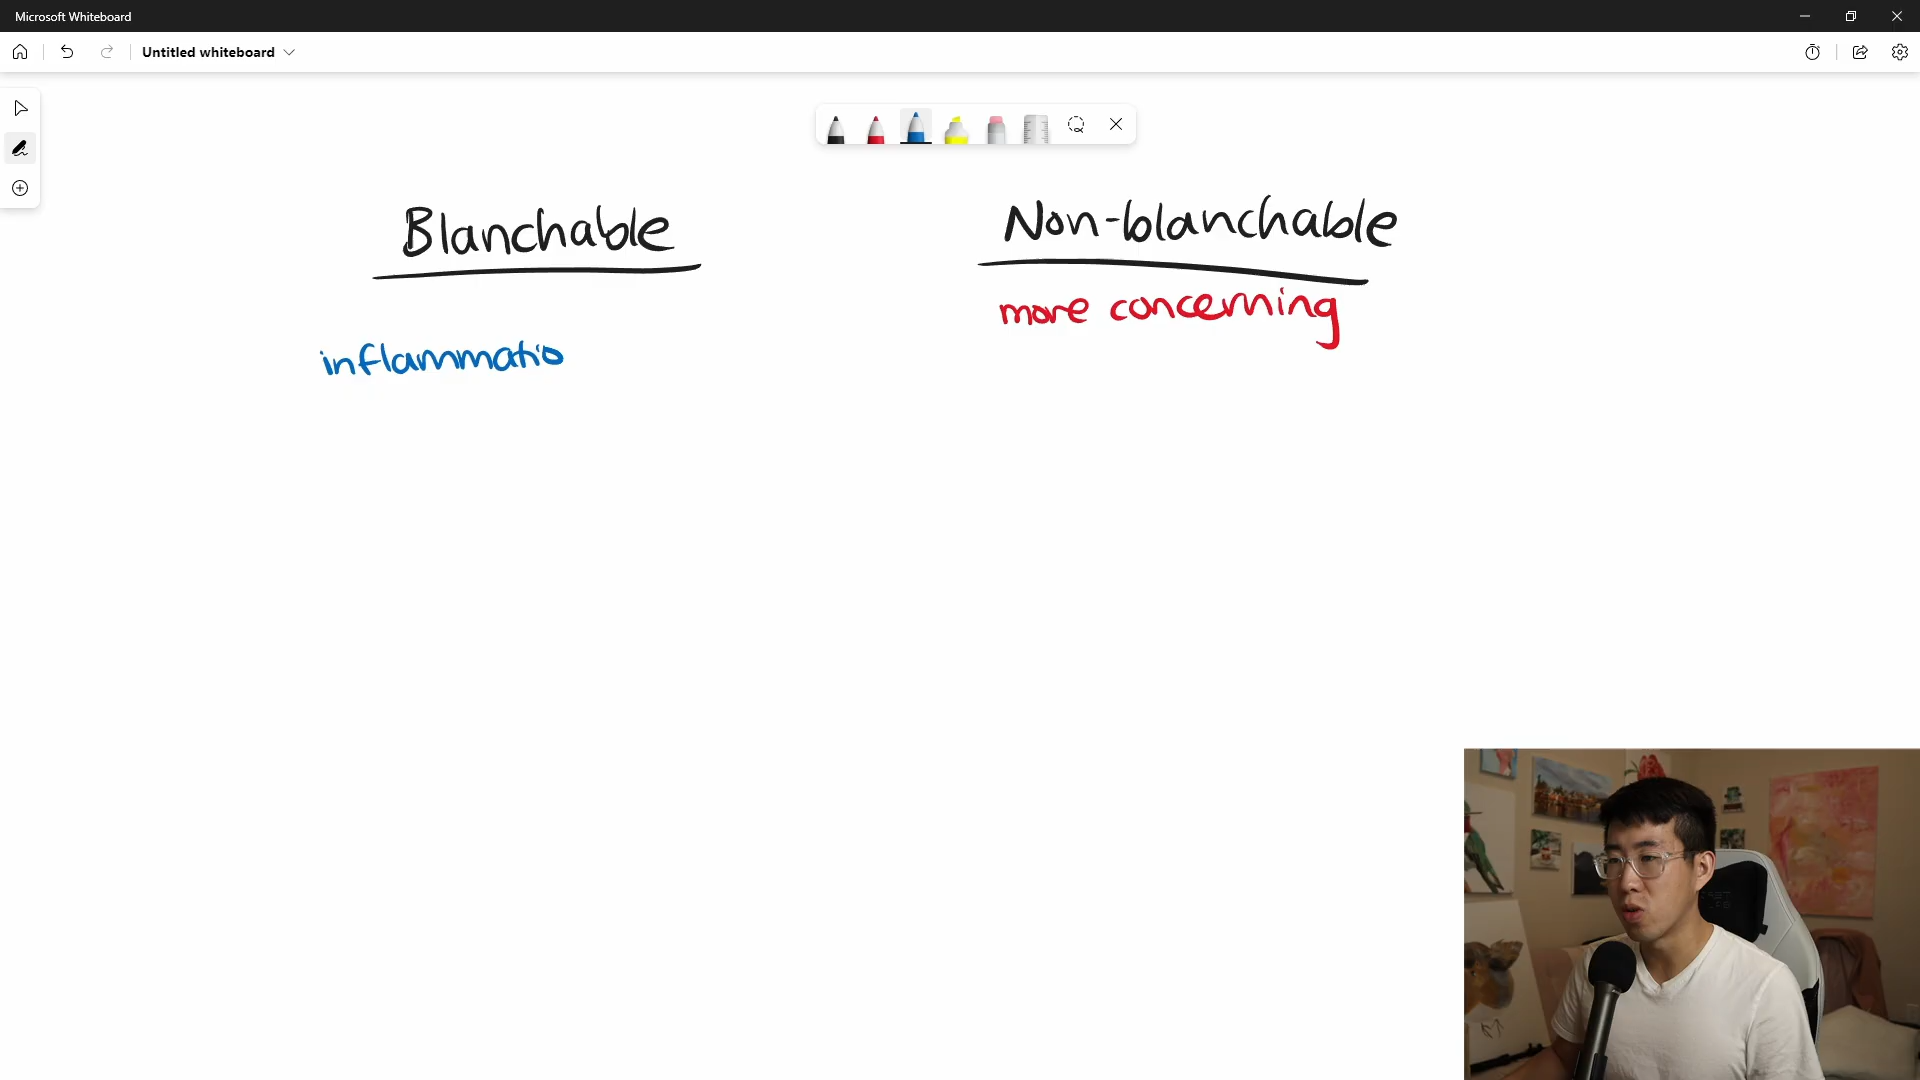 Microsoft Whiteboard
Untitled whiteboard
Blanchable
Non-blanchable
more concerning
inflammatio